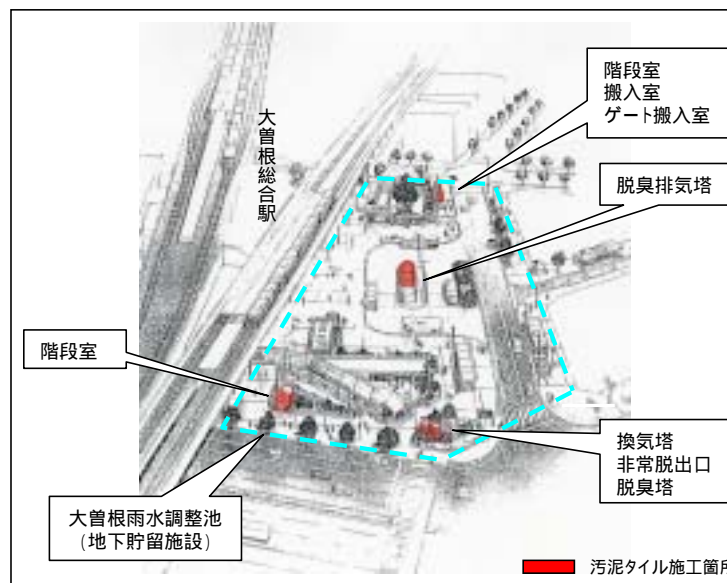 階段室
搬入室
ゲート搬入室
大曽根総合駅
脱臭排気塔
階段室
換気塔
非常脱出口
脱臭塔
大曽根雨水調整池
(地下貯留施設)
汚泥タイル施工箇所